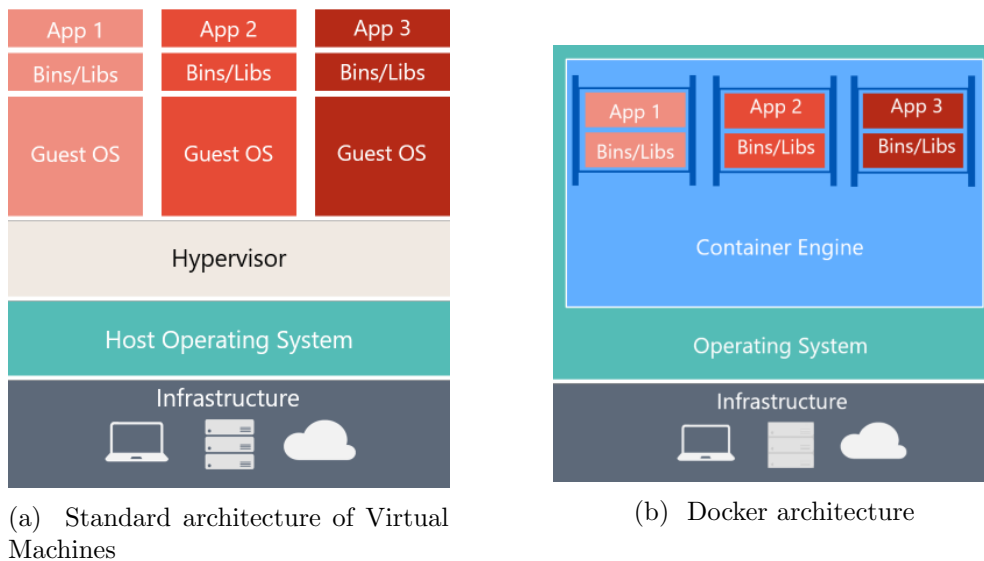 App 1 App 2 App 3
Bins/Libs Bins/Libs Bins/Libs
Guest OS Guest OS Guest OS
Hypervisor
Host Operating System
Infrastructure
(a) Standard architecture of Virtual
Machines
App 1 App 2 App 3
Bins/Libs Bins/Libs Bins/Libs
Container Engine
Operating System
Infrastructure
(b) Docker architecture